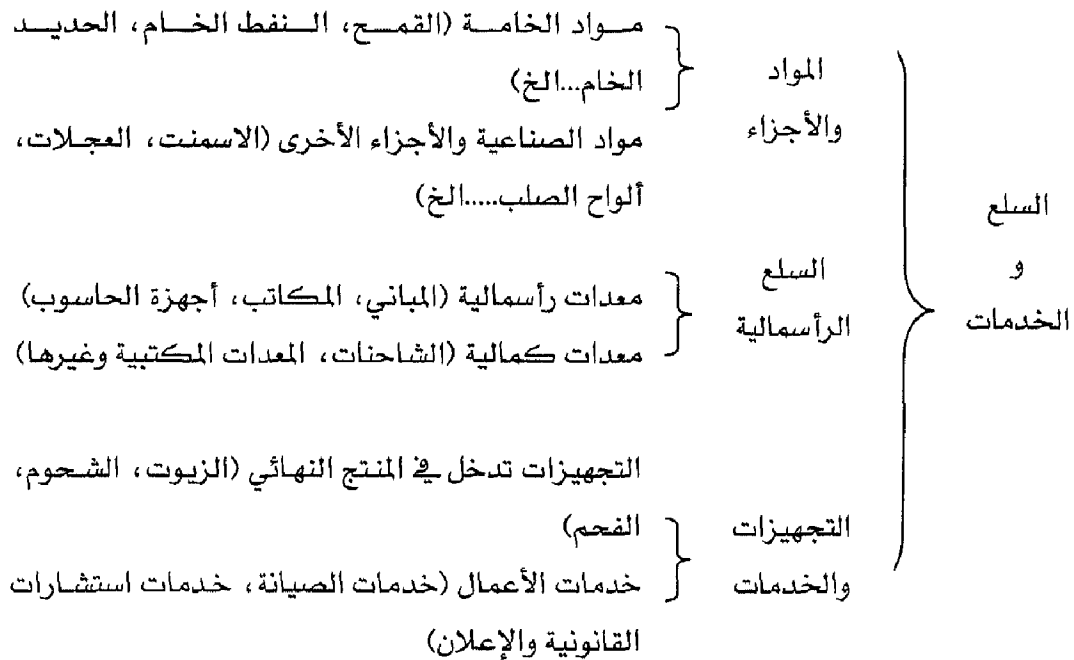 السلع
و
الخدمات
المواد
والأجزاء
مواد الخامة (القمح، النفط الخام، الحديد
الخام...الخ)
مواد الصناعية والأجزاء الأخرى (الاسمنت، العجلات،
ألواح الصلب.....الخ)
السلع
الرأسمالية
معدات رأسمالية (المباني، المكاتب، أجهزة الحاسوب)
معدات كمالية (الشاحنات، المعدات المكتبية وغيرها)
التجهيزات
والخدمات
التجهيزات تدخل في المنتج النهائي (الزيوت، الشحوم،
الفحم)
خدمات الأعمال (خدمات الصيانة، خدمات استشارات
القانونية والإعلان)